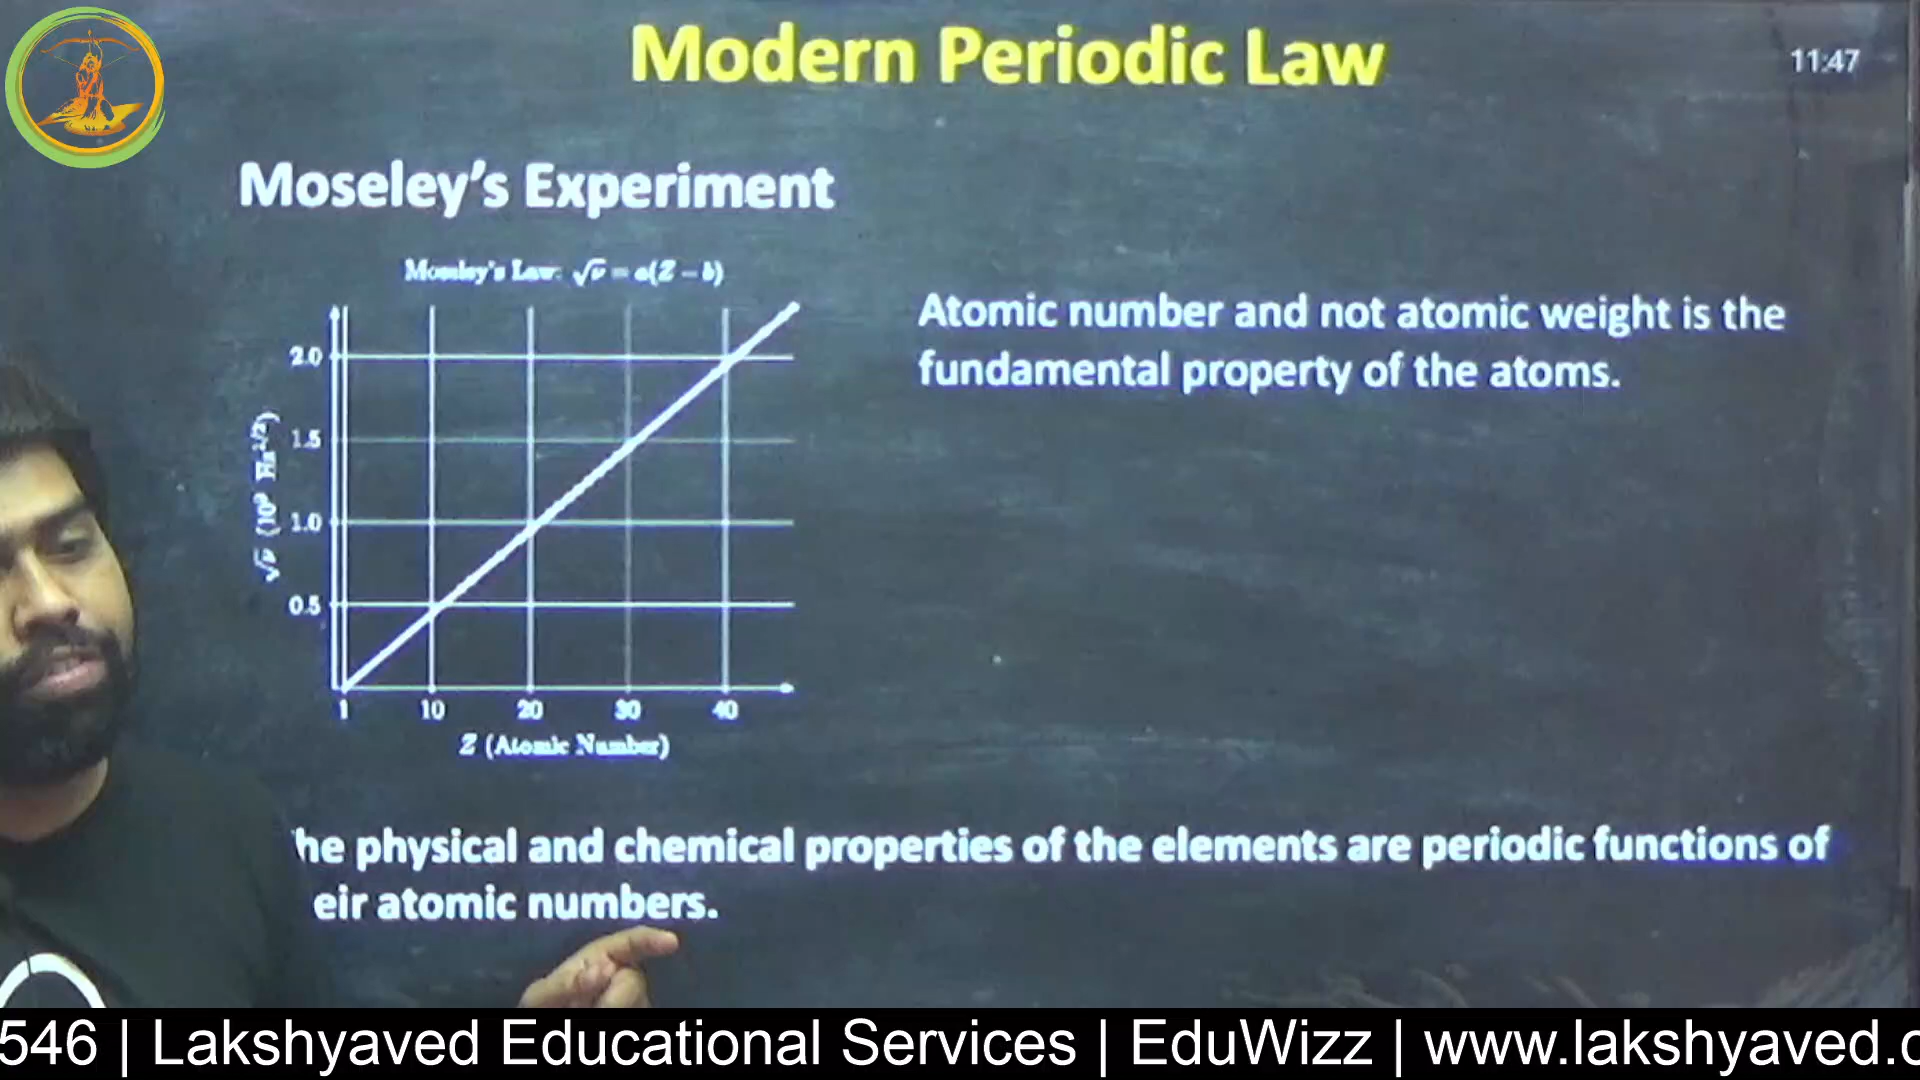 Modern Periodic Law
11:47
Moseley's Experiment
Moseley's Law: √ν = a(Z − b)
Atomic number and not atomic weight is the
fundamental property of the atoms.
2.0
1.5
1.0
0.5
√ν (10⁹ Hz¹/²)
1 10 20 30 40
Z (Atomic Number)
he physical and chemical properties of the elements are periodic functions of
eir atomic numbers.
546 | Lakshyaved Educational Services | EduWizz | www.lakshyaved.c